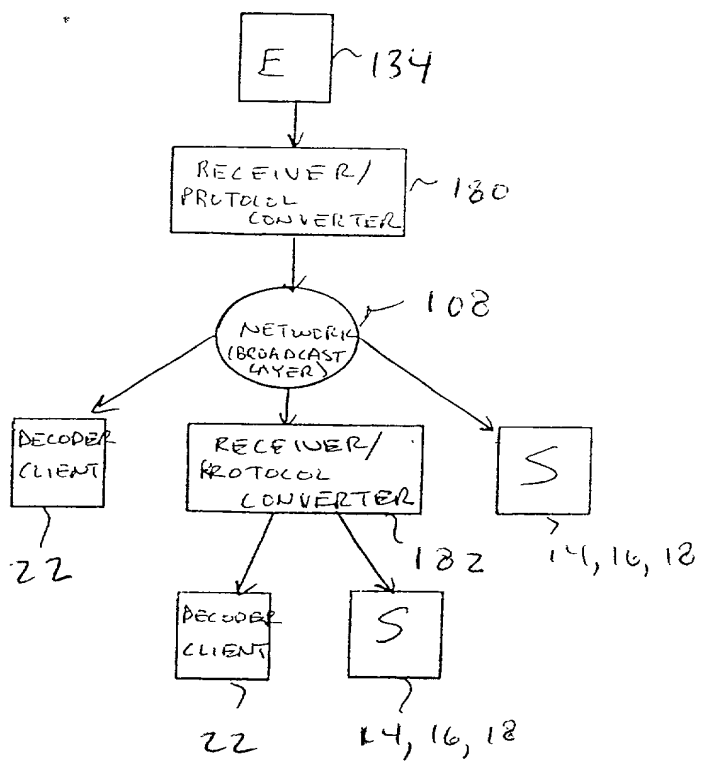 E
134
RECEIVER/
PROTOCOL
CONVERTER
180
108
NETWORK
(BROADCAST
LAYER)
DECODER
CLIENT
RECEIVER/
PROTOCOL
CONVERTER
S
22
182
14, 16, 18
DECODER
CLIENT
S
22
14, 16, 18